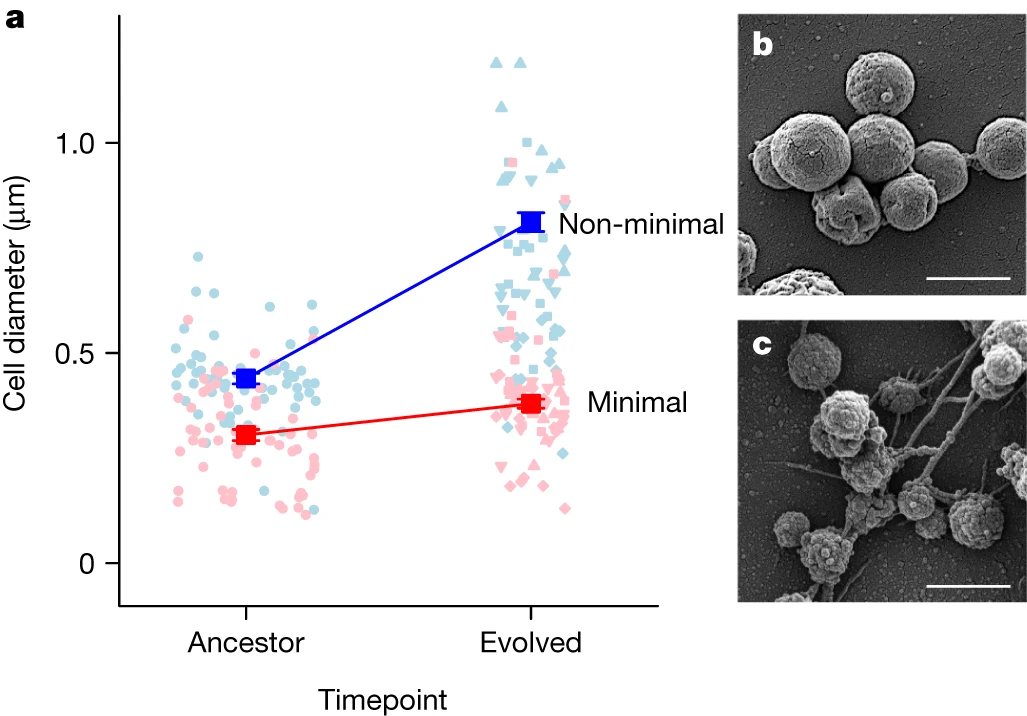 a
Cell diameter (μm)
1.0
0.5
0
Non-minimal
Minimal
Ancestor
Evolved
Timepoint
b
c